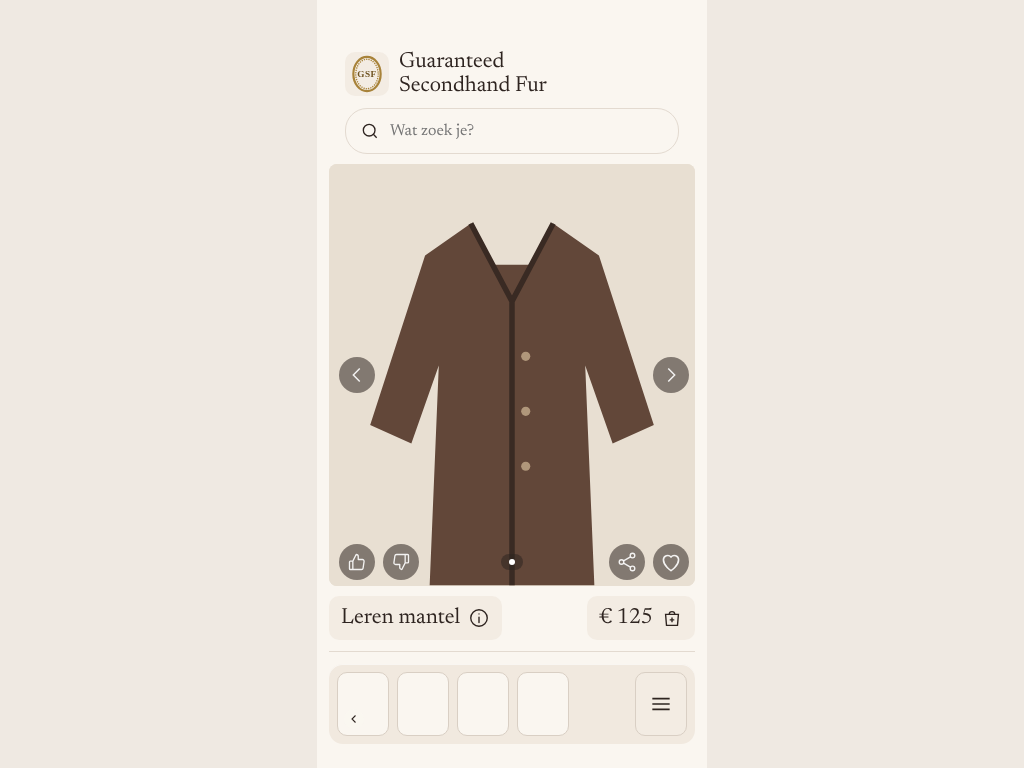 GSF
Guaranteed
Secondhand Fur
Wat zoek je?
Leren mantel
€ 125